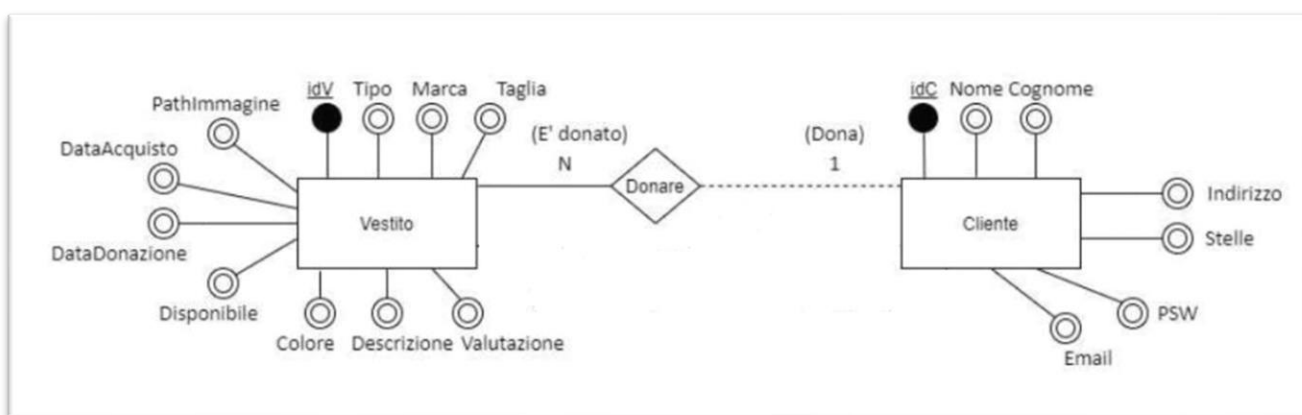 idV Tipo Marca Taglia
PathImmagine
DataAcquisto
DataDonazione
Disponibile
Colore Descrizione Valutazione
Vestito
(E' donato)
N
Donare
(Dona)
1
idC Nome Cognome
Cliente
Indirizzo
Stelle
PSW
Email